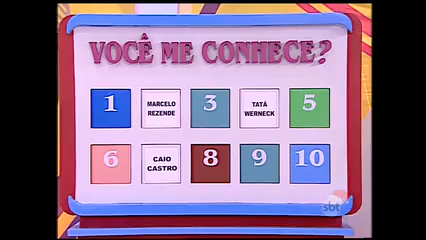 VOCÊ ME CONHECE?
1
MARCELO
REZENDE
3
TATÁ
WERNECK
5
6
CAIO
CASTRO
8
9
10
sbt